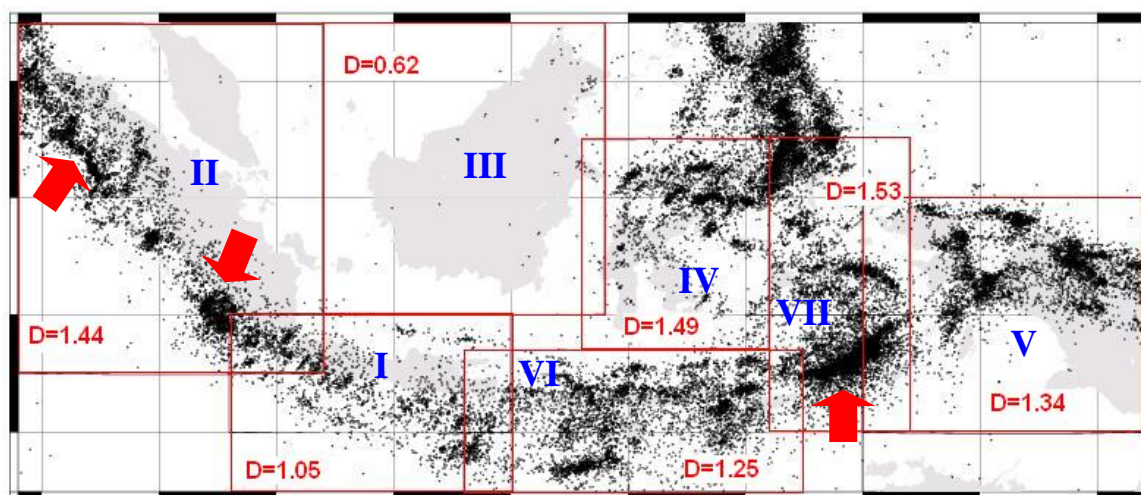 D=0.62
II
III
D=1.53
IV
VII
D=1.44
D=1.49
V
I
VI
D=1.34
D=1.05
D=1.25